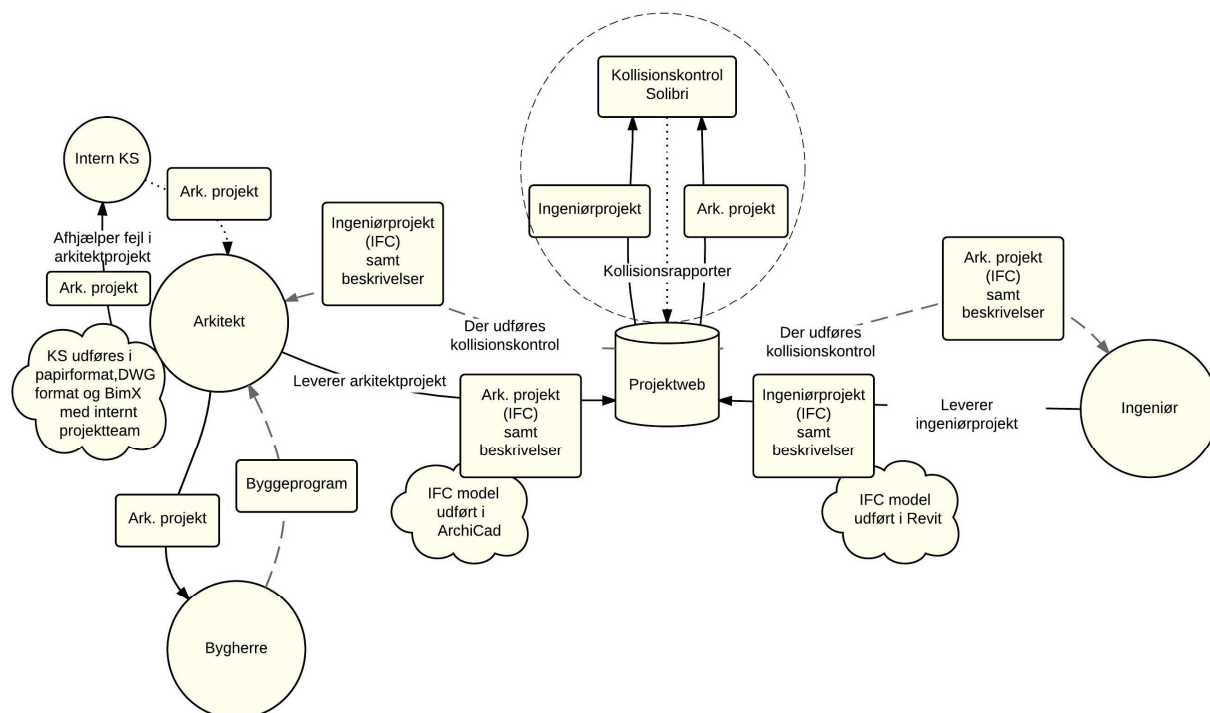 Kollisionskontrol
Solibri
Intern KS
Ark. projekt
Ingeniørprojekt
Ark. projekt
Afhjælper fejl i
arkitektprojekt
Ark. projekt
Ingeniørprojekt
(IFC)
samt
beskrivelser
Kollisionsrapporter
Ark. projekt
(IFC)
samt
beskrivelser
Arkitekt
Der udføres
kollisionskontrol
Der udføres
kollisionskontrol
KS udføres i
papirformat,DWG
format og BimX
med internt
projektteam
Leverer arkitektprojekt
Projektweb
Ark. projekt
(IFC)
samt
beskrivelser
Ingeniørprojekt
(IFC)
samt
beskrivelser
Leverer
ingeniørprojekt
Ingeniør
Byggeprogram
Ark. projekt
IFC model
udført i
ArchiCad
IFC model
udført i Revit
Bygherre